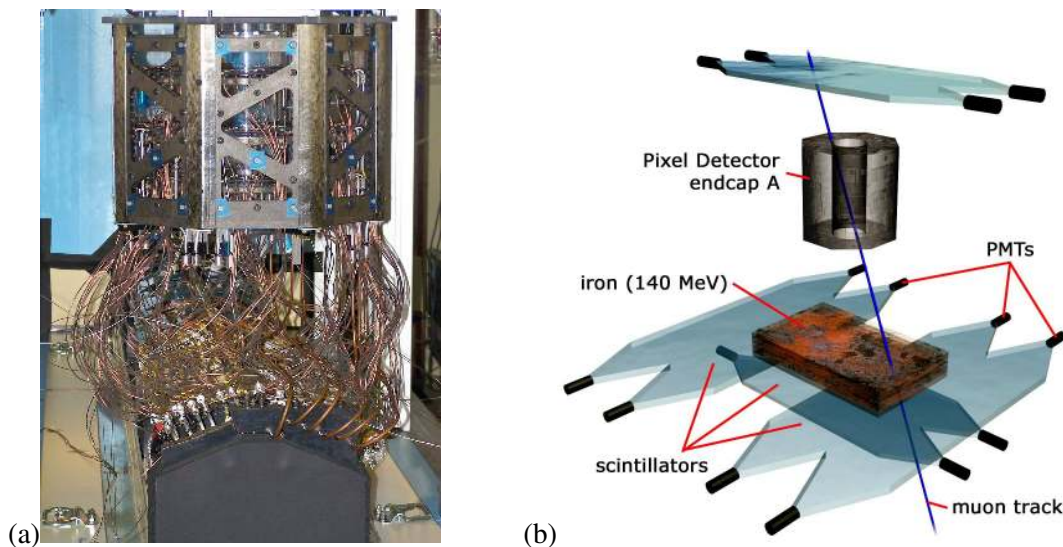 Pixel Detector
endcap A
PMTs
iron (140 MeV)
scintillators
muon track
(a)
(b)